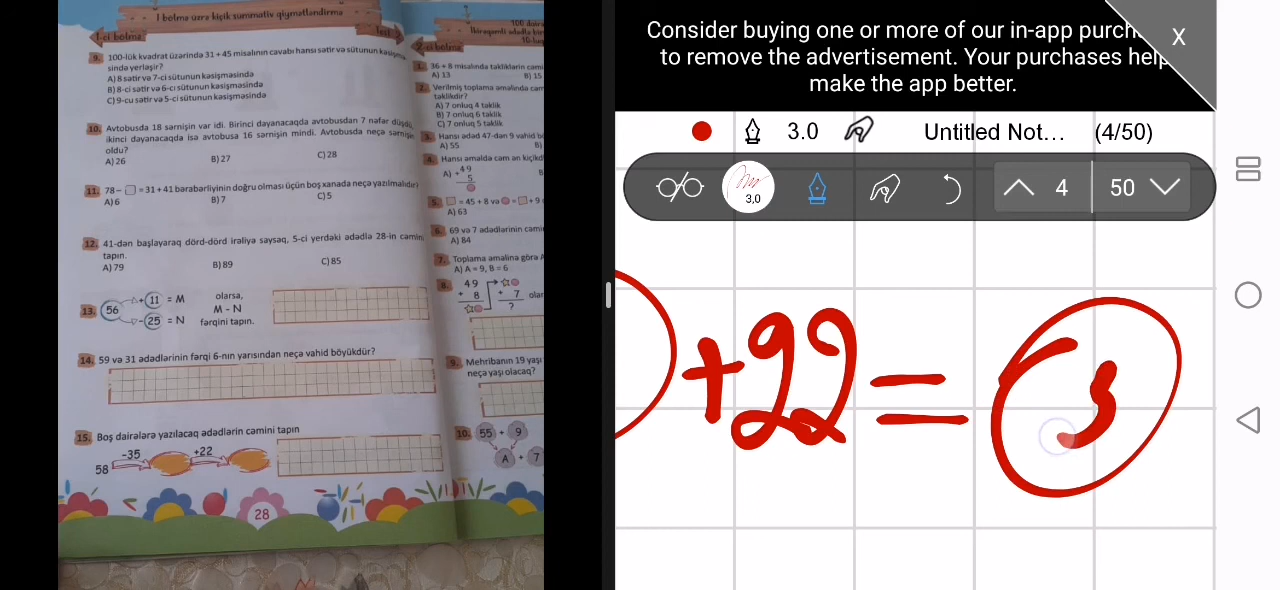 I bölmə üzrə kiçik summativ qiymətləndirmə
Test
1-ci bölmə
9. 100-lük kvadrat üzərində 31 + 45 misalının cavabı hansı sətir və sütunun kəsişmə-
sində yerləşir?
A) 8 sətir və 7-ci sütunun kəsişməsində
B) 8-ci sətir və 6-cı sütunun kəsişməsində
C) 9-cu sətir və 5-ci sütunun kəsişməsində
10. Avtobusda 18 sərnişin var idi. Birinci dayanacaqda avtobusdan 7 nəfər düşdü,
ikinci dayanacaqda isə avtobusa 16 sərnişin mindi. Avtobusda neçə sərnişin
oldu?
A) 26 B) 27 C) 28
11. 78 – = 31 + 41 bərabərliyinin doğru olması üçün boş xanada neçə yazılmalıdır?
A) 6 B) 7 C) 5
12. 41-dən başlayaraq dörd-dörd irəliyə saysaq, 5-ci yerdəki ədədlə 28-in cəmini
tapın.
A) 79 B) 89 C) 85
13. 56 + 11 = M
– 25 = N
olarsa,
M - N
fərqini tapın.
14. 59 və 31 ədədlərinin fərqi 6-nın yarısından neçə vahid böyükdür?
15. Boş dairələrə yazılacaq ədədlərin cəmini tapın
58 -35 +22
28
2-ci bölmə
1. 36 + 8 misalında təkliklərin cəmi
A) 13 B) 15
2. Verilmiş toplama əməlində cəm
təklikdir?
A) 7 onluq 4 təklik
B) 7 onluq 6 təklik
C) 7 onluq 5 təklik
3. Hansı ədəd 47-dən 9 vahid bö
A) 55 B)
4. Hansı əməldə cəm ən kiçikd
A) + 49
5
5. = 45 + 8 və = + 9
A) 63
6. 69 və 7 ədədlərinin cəmi
A) 84
7. Toplama əməlinə görə A
A) A = 9, B = 6
8. 49
+ 8
+ 7
?
olar
9. Mehribanın 19 yaşı
neçə yaşı olacaq?
10. 55 + 9
A + 7
Consider buying one or more of our in-app purch
to remove the advertisement. Your purchases help
make the app better.
X
3.0 Untitled Not... (4/50)
3,0 4 50
+22=